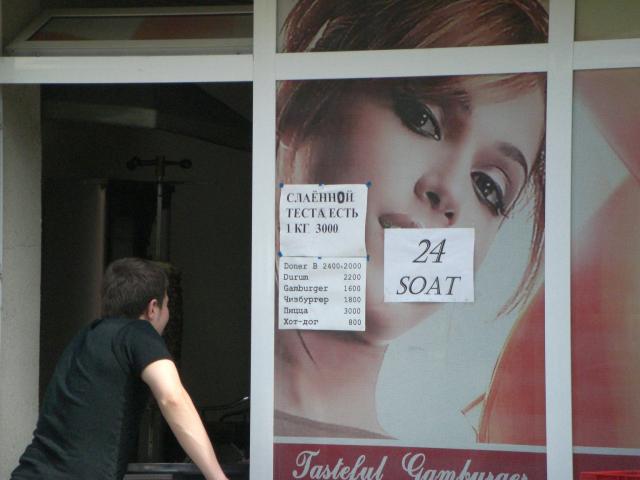 СЛАЁННОЙ
ТЕСТА ЕСТЬ
1 КГ 3000
Doner B 2400-2000
Durum 2200
Gamburger 1600
Чизбургер 1800
Пицца 3000
Хот-дог 800
24
SOAT
Tasteful Gamburger